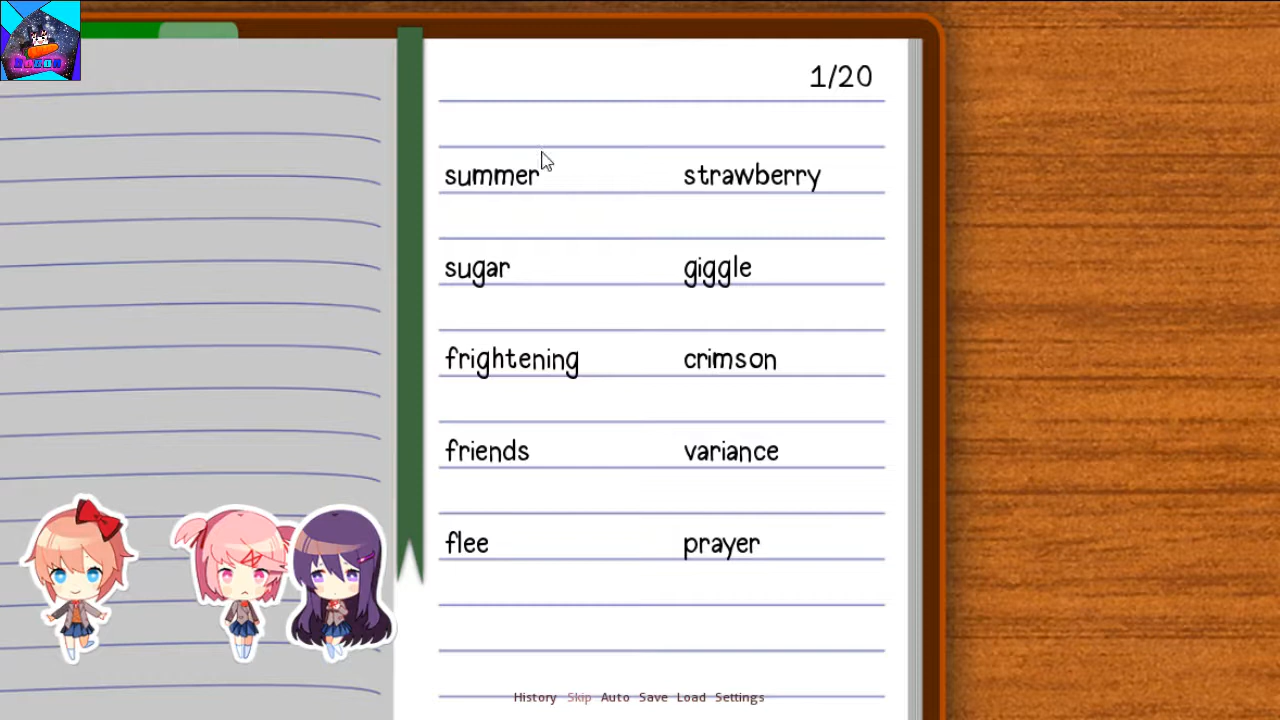 1/20
summer strawberry
sugar giggle
frightening crimson
friends variance
flee prayer
History Skip Auto Save Load Settings